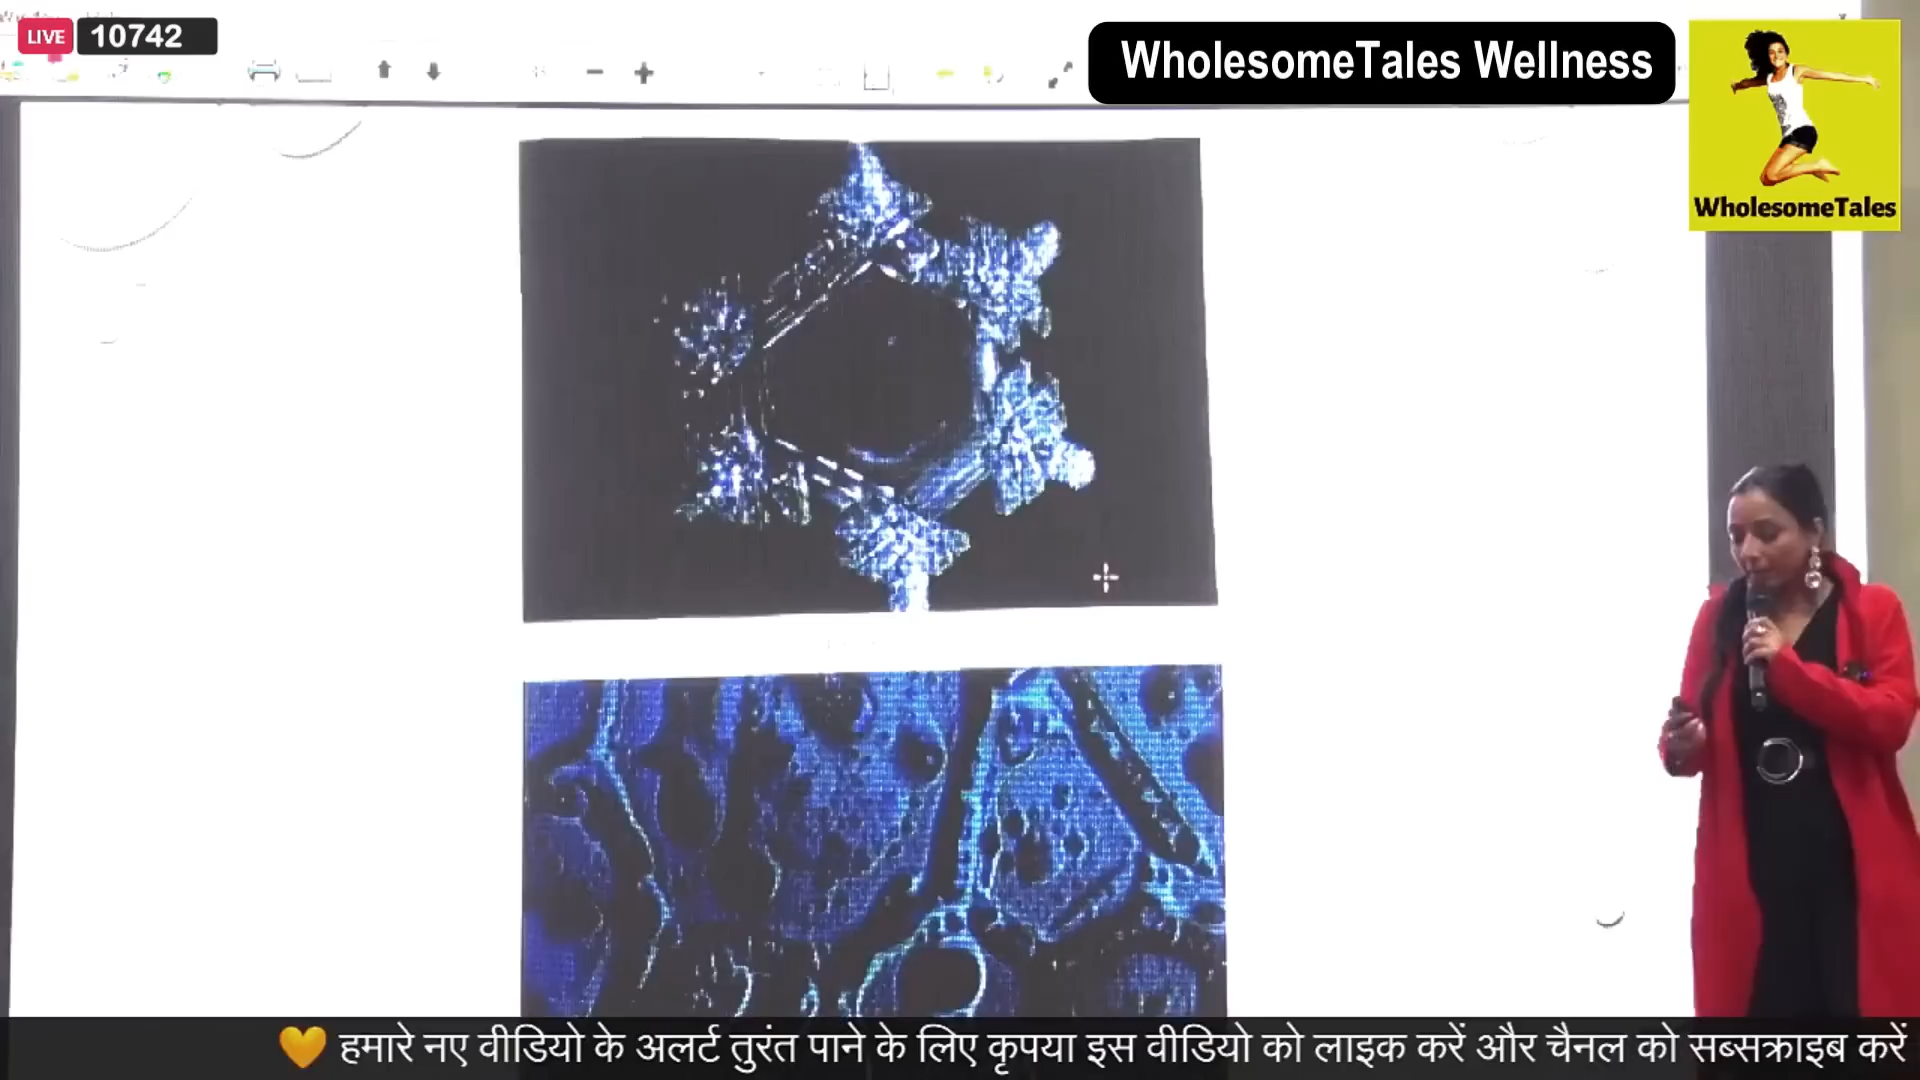 LIVE 10742
WholesomeTales Wellness
WholesomeTales
हमारे नए वीडियो के अलर्ट तुरंत पाने के लिए कृपया इस वीडियो को लाइक करें और चैनल को सब्सक्राइब करें